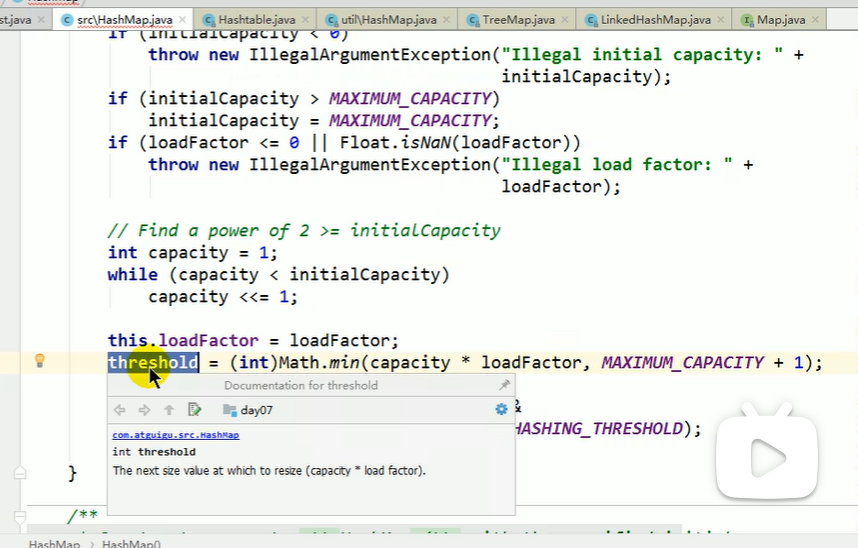 HashMap
st.java
src\HashMap.java
Hashtable.java
util\HashMap.java
TreeMap.java
LinkedHashMap.java
Map.java
if (initialCapacity < 0)
throw new IllegalArgumentException("Illegal initial capacity: " +
initialCapacity);
if (initialCapacity > MAXIMUM_CAPACITY)
initialCapacity = MAXIMUM_CAPACITY;
if (loadFactor <= 0 || Float.isNaN(loadFactor))
throw new IllegalArgumentException("Illegal load factor: " +
loadFactor);
// Find a power of 2 >= initialCapacity
int capacity = 1;
while (capacity < initialCapacity)
capacity <<= 1;
this.loadFactor = loadFactor;
threshold = (int)Math.min(capacity * loadFactor, MAXIMUM_CAPACITY + 1);
Documentation for threshold
&
day07
HASHING_THRESHOLD);
com.atguigu.src.HashMap
int threshold
The next size value at which to resize (capacity * load factor).
}
/**
HashMap > HashMap()